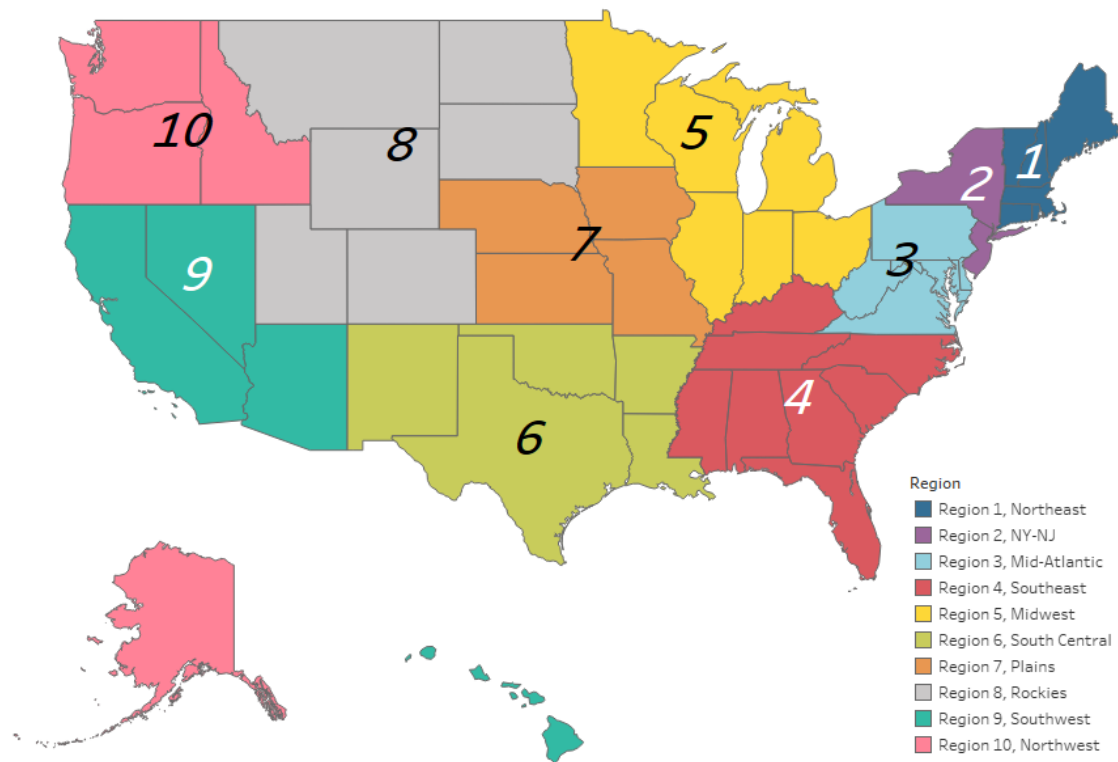 10
8
5
1
2
3
7
9
4
6
Region
Region 1, Northeast
Region 2, NY-NJ
Region 3, Mid-Atlantic
Region 4, Southeast
Region 5, Midwest
Region 6, South Central
Region 7, Plains
Region 8, Rockies
Region 9, Southwest
Region 10, Northwest